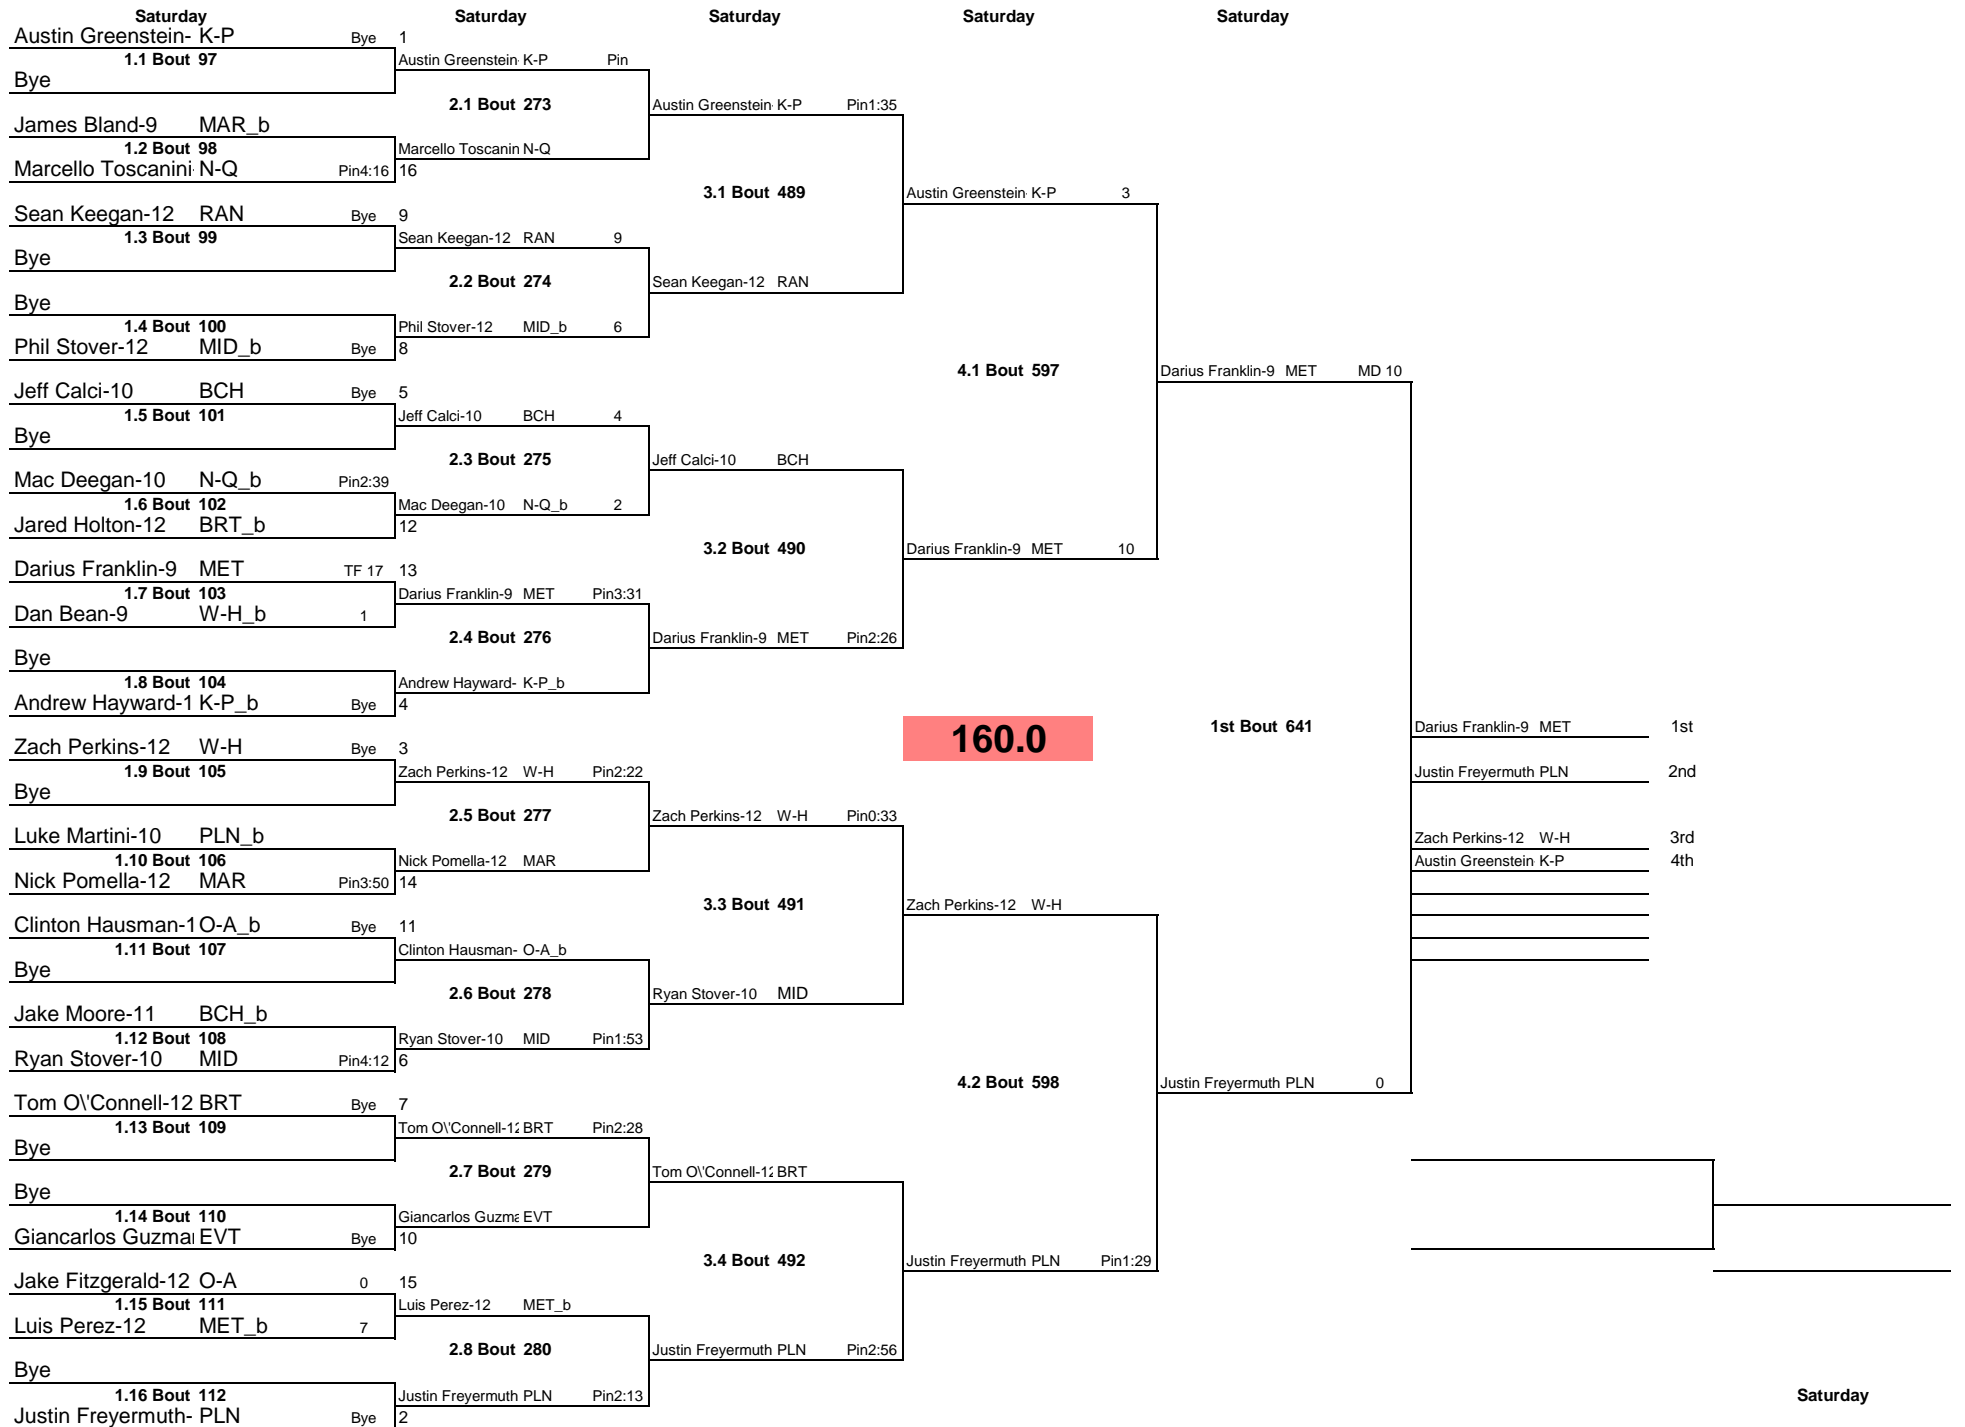 Saturday Saturday Saturday Saturday Saturday
Austin Greenstein- K-P Bye 1
1.1 Bout 97
Austin Greenstein- K-P Pin
Bye
2.1 Bout 273
Austin Greenstein- K-P Pin1:35
James Bland-9 MAR_b
1.2 Bout 98
Marcello Toscanin N-Q
Marcello Toscanini- N-Q Pin4:16 16
3.1 Bout 489
Austin Greenstein- K-P 3
Sean Keegan-12 RAN Bye 9
1.3 Bout 99
Sean Keegan-12 RAN 9
Bye
2.2 Bout 274
Sean Keegan-12 RAN
Bye
1.4 Bout 100
Phil Stover-12 MID_b 6
Phil Stover-12 MID_b Bye 8
4.1 Bout 597
Darius Franklin-9 MET MD 10
Jeff Calci-10 BCH Bye 5
1.5 Bout 101
Jeff Calci-10 BCH 4
Bye
2.3 Bout 275
Jeff Calci-10 BCH
Mac Deegan-10 N-Q_b Pin2:39
1.6 Bout 102
Mac Deegan-10 N-Q_b 2
Jared Holton-12 BRT_b 12
3.2 Bout 490
Darius Franklin-9 MET 10
Darius Franklin-9 MET TF 17 13
1.7 Bout 103
Darius Franklin-9 MET Pin3:31
Dan Bean-9 W-H_b 1
2.4 Bout 276
Darius Franklin-9 MET Pin2:26
Bye
1.8 Bout 104
Andrew Hayward- K-P_b
Andrew Hayward-1 K-P_b Bye 4
160.0
1st Bout 641
Darius Franklin-9 MET 1st
Zach Perkins-12 W-H Bye 3
1.9 Bout 105
Zach Perkins-12 W-H Pin2:22
Justin Freyermuth PLN 2nd
Bye
2.5 Bout 277
Zach Perkins-12 W-H Pin0:33
Luke Martini-10 PLN_b
Zach Perkins-12 W-H 3rd
1.10 Bout 106
Nick Pomella-12 MAR
Austin Greenstein- K-P 4th
Nick Pomella-12 MAR Pin3:50 14
3.3 Bout 491
Zach Perkins-12 W-H
Clinton Hausman-1 O-A_b Bye 11
1.11 Bout 107
Clinton Hausman- O-A_b
Bye
2.6 Bout 278
Ryan Stover-10 MID
Jake Moore-11 BCH_b
1.12 Bout 108
Ryan Stover-10 MID Pin1:53
Ryan Stover-10 MID Pin4:12 6
4.2 Bout 598
Justin Freyermuth PLN 0
Tom O\'Connell-12 BRT Bye 7
1.13 Bout 109
Tom O\'Connell-12 BRT Pin2:28
Bye
2.7 Bout 279
Tom O\'Connell-12 BRT
Bye
1.14 Bout 110
Giancarlos Guzma EVT
Giancarlos Guzma EVT Bye 10
3.4 Bout 492
Justin Freyermuth PLN Pin1:29
Jake Fitzgerald-12 O-A 0 15
1.15 Bout 111
Luis Perez-12 MET_b
Luis Perez-12 MET_b 7
2.8 Bout 280
Justin Freyermuth PLN Pin2:56
Bye
1.16 Bout 112
Justin Freyermuth PLN Pin2:13
Saturday
Justin Freyermuth- PLN Bye 2